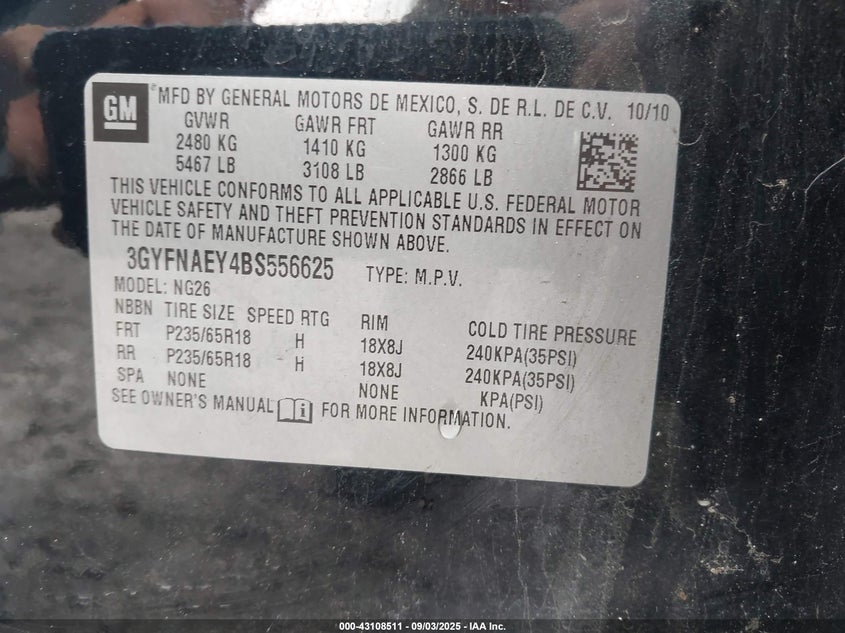 GM
MFD BY GENERAL MOTORS DE MEXICO, S. DE R.L. DE C.V. 10/10
GVWR GAWR FRT GAWR RR
2480 KG 1410 KG 1300 KG
5467 LB 3108 LB 2866 LB
THIS VEHICLE CONFORMS TO ALL APPLICABLE U.S. FEDERAL MOTOR
VEHICLE SAFETY AND THEFT PREVENTION STANDARDS IN EFFECT ON
THE DATE OF MANUFACTURE SHOWN ABOVE.
3GYFNAEY4BS556625 TYPE: M.P.V.
MODEL: NG26
NBBN TIRE SIZE SPEED RTG RIM COLD TIRE PRESSURE
FRT P235/65R18 H 18X8J 240KPA(35PSI)
RR P235/65R18 H 18X8J 240KPA(35PSI)
SPA NONE NONE KPA(PSI)
SEE OWNER'S MANUAL i FOR MORE INFORMATION.
000-43108511 - 09/03/2025 - IAA Inc.